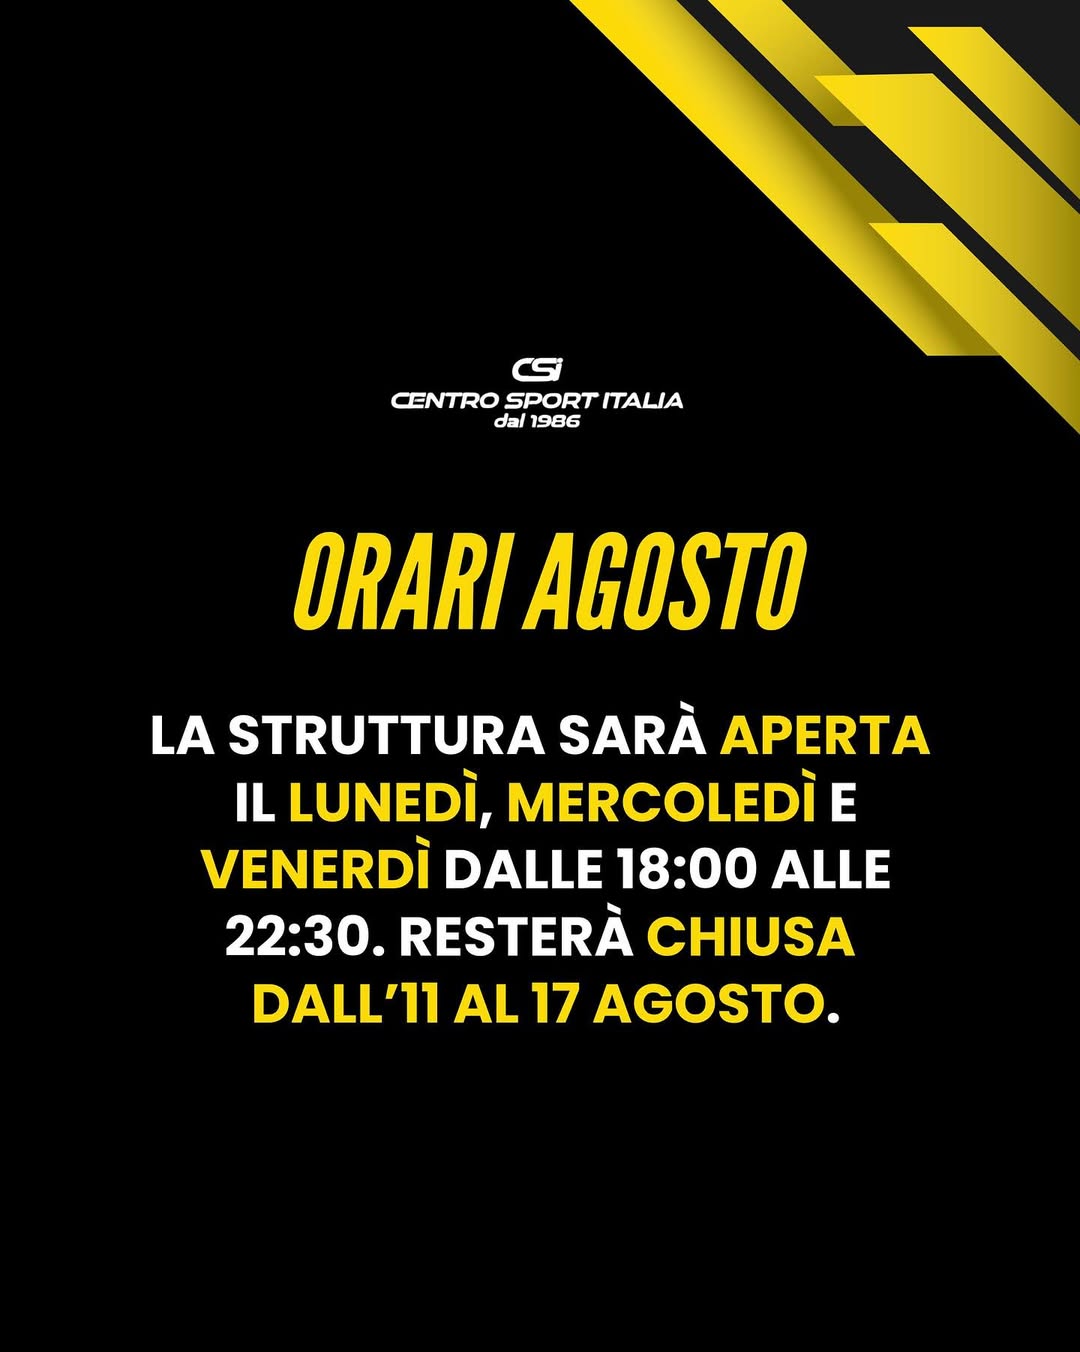 CSi
CENTRO SPORT ITALIA
dal 1986
ORARI AGOSTO
LA STRUTTURA SARÀ APERTA
IL LUNEDÌ, MERCOLEDÌ E
VENERDÌ DALLE 18:00 ALLE
22:30. RESTERÀ CHIUSA
DALL’11 AL 17 AGOSTO.